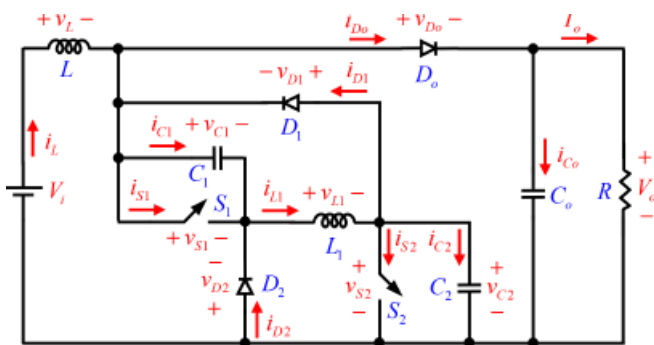 + v_L − i_Do + v_Do − I_o
L D_o
− v_D1 + i_D1
D_1
i_L i_C1 + v_C1 − i_Co +
C_1
V_i i_S1 S_1 i_L1 + v_L1 − C_o R V_o
+ v_S1 − L_1 i_S2 i_C2 −
− +
v_D2 D_2 v_S2 C_2 + v_C2 −
+ i_D2 − S_2